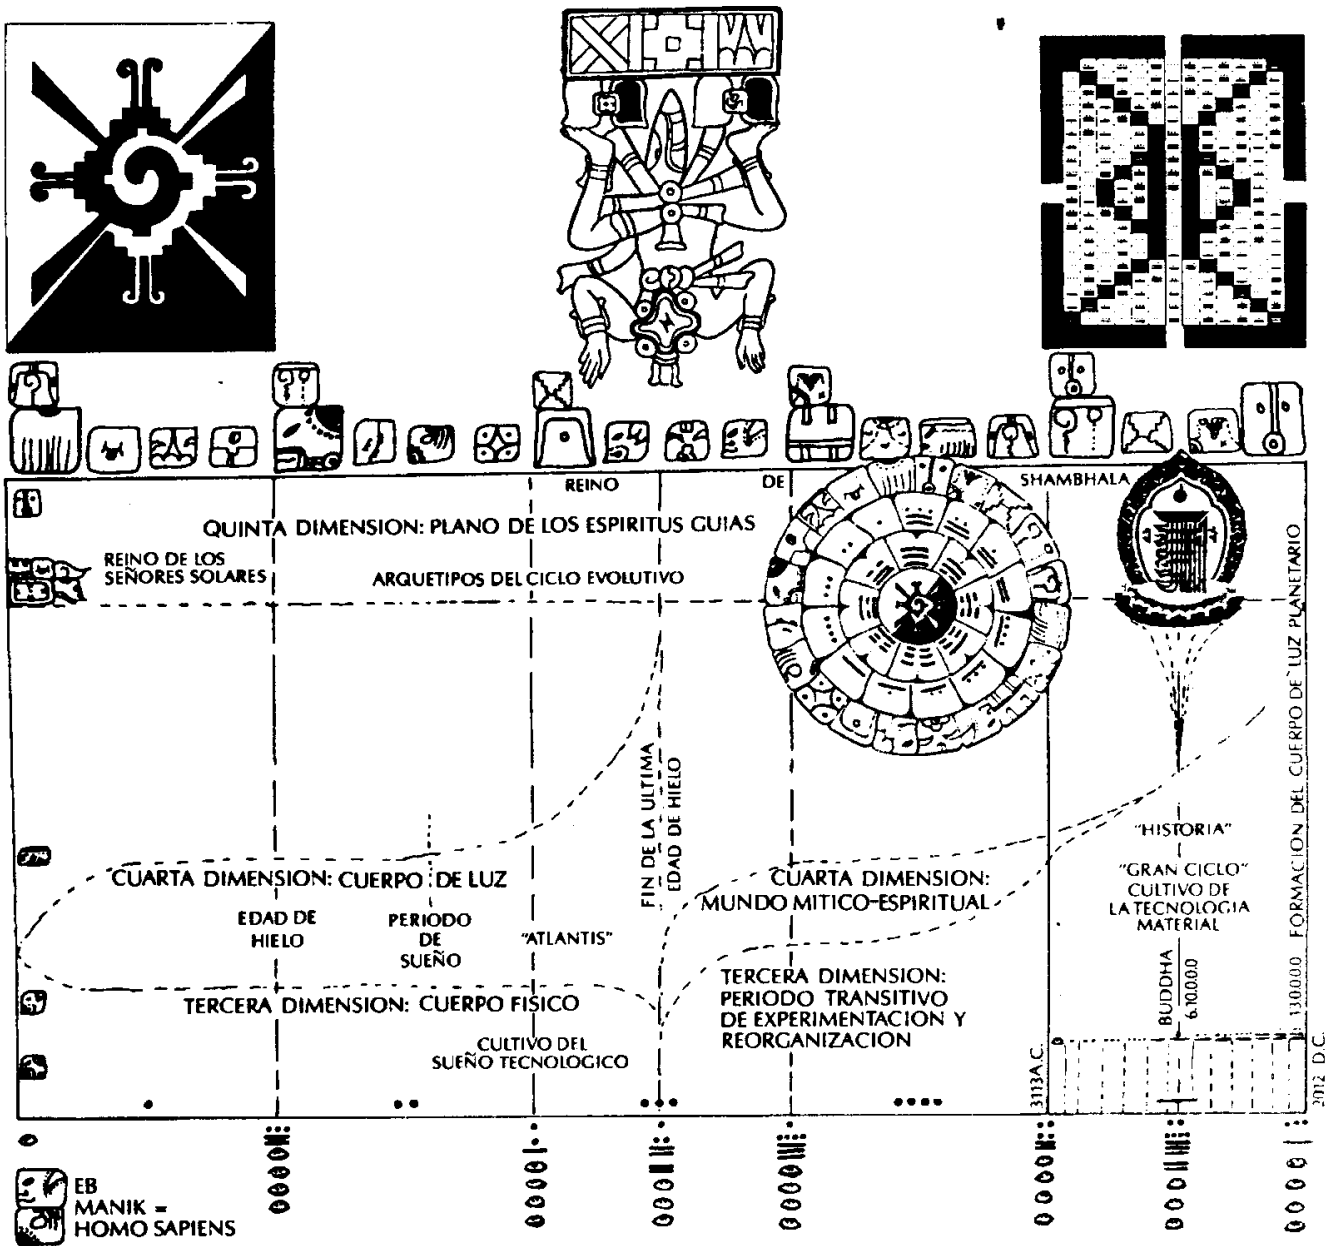 REINO DE SHAMBHALA
QUINTA DIMENSION: PLANO DE LOS ESPIRITUS GUIAS
REINO DE LOS
SEÑORES SOLARES
ARQUETIPOS DEL CICLO EVOLUTIVO
FIN DE LA ULTIMA
EDAD DE HIELO
CUARTA DIMENSION: CUERPO DE LUZ
EDAD DE
HIELO
PERIODO
DE
SUEÑO
"ATLANTIS"
TERCERA DIMENSION: CUERPO FISICO
CULTIVO DEL
SUEÑO TECNOLOGICO
CUARTA DIMENSION:
MUNDO MITICO-ESPIRITUAL
TERCERA DIMENSION:
PERIODO TRANSITIVO
DE EXPERIMENTACION Y
REORGANIZACION
"HISTORIA"
"GRAN CICLO"
CULTIVO DE
LA TECNOLOGIA
MATERIAL
BUDDHA
6.10.0.0.0
13.0.0.0.0 FORMACION DEL CUERPO DE LUZ PLANETARIO
3113 A.C.
2012 D.C.
EB
MANIK =
HOMO SAPIENS